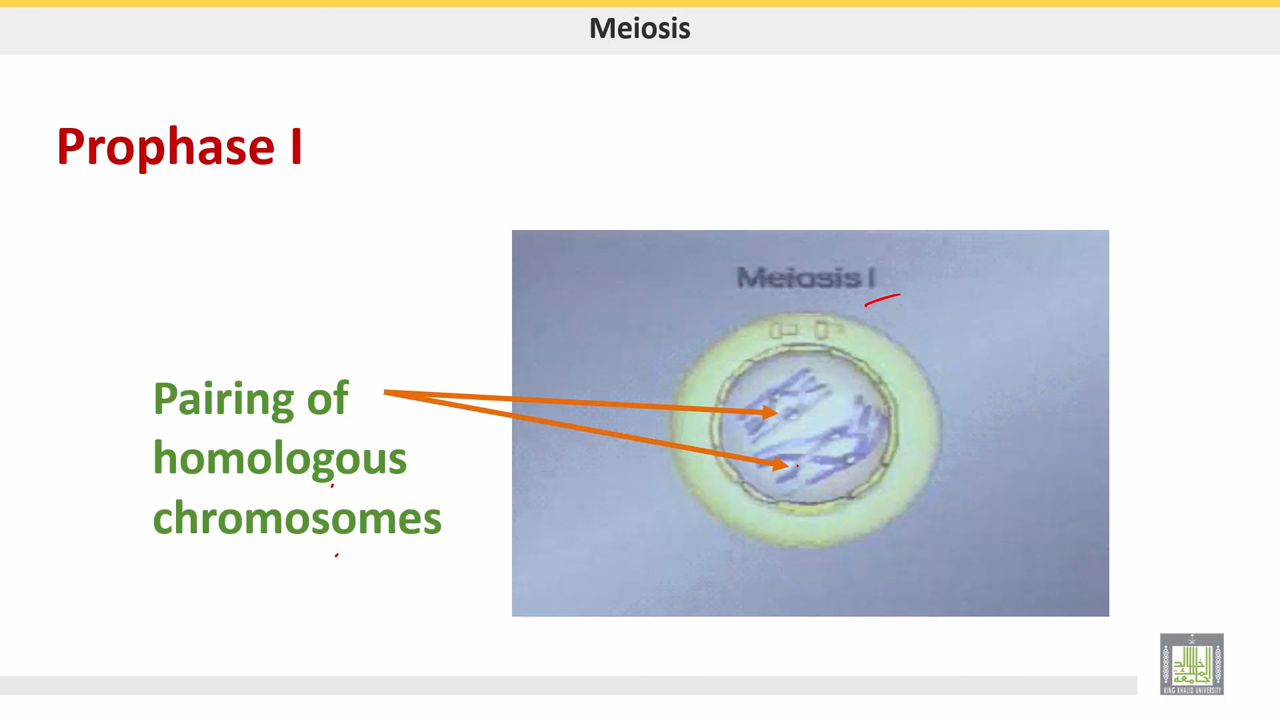 Meiosis
Prophase I
Meiosis I
Pairing of
homologous
chromosomes
KING KHALID UNIVERSITY